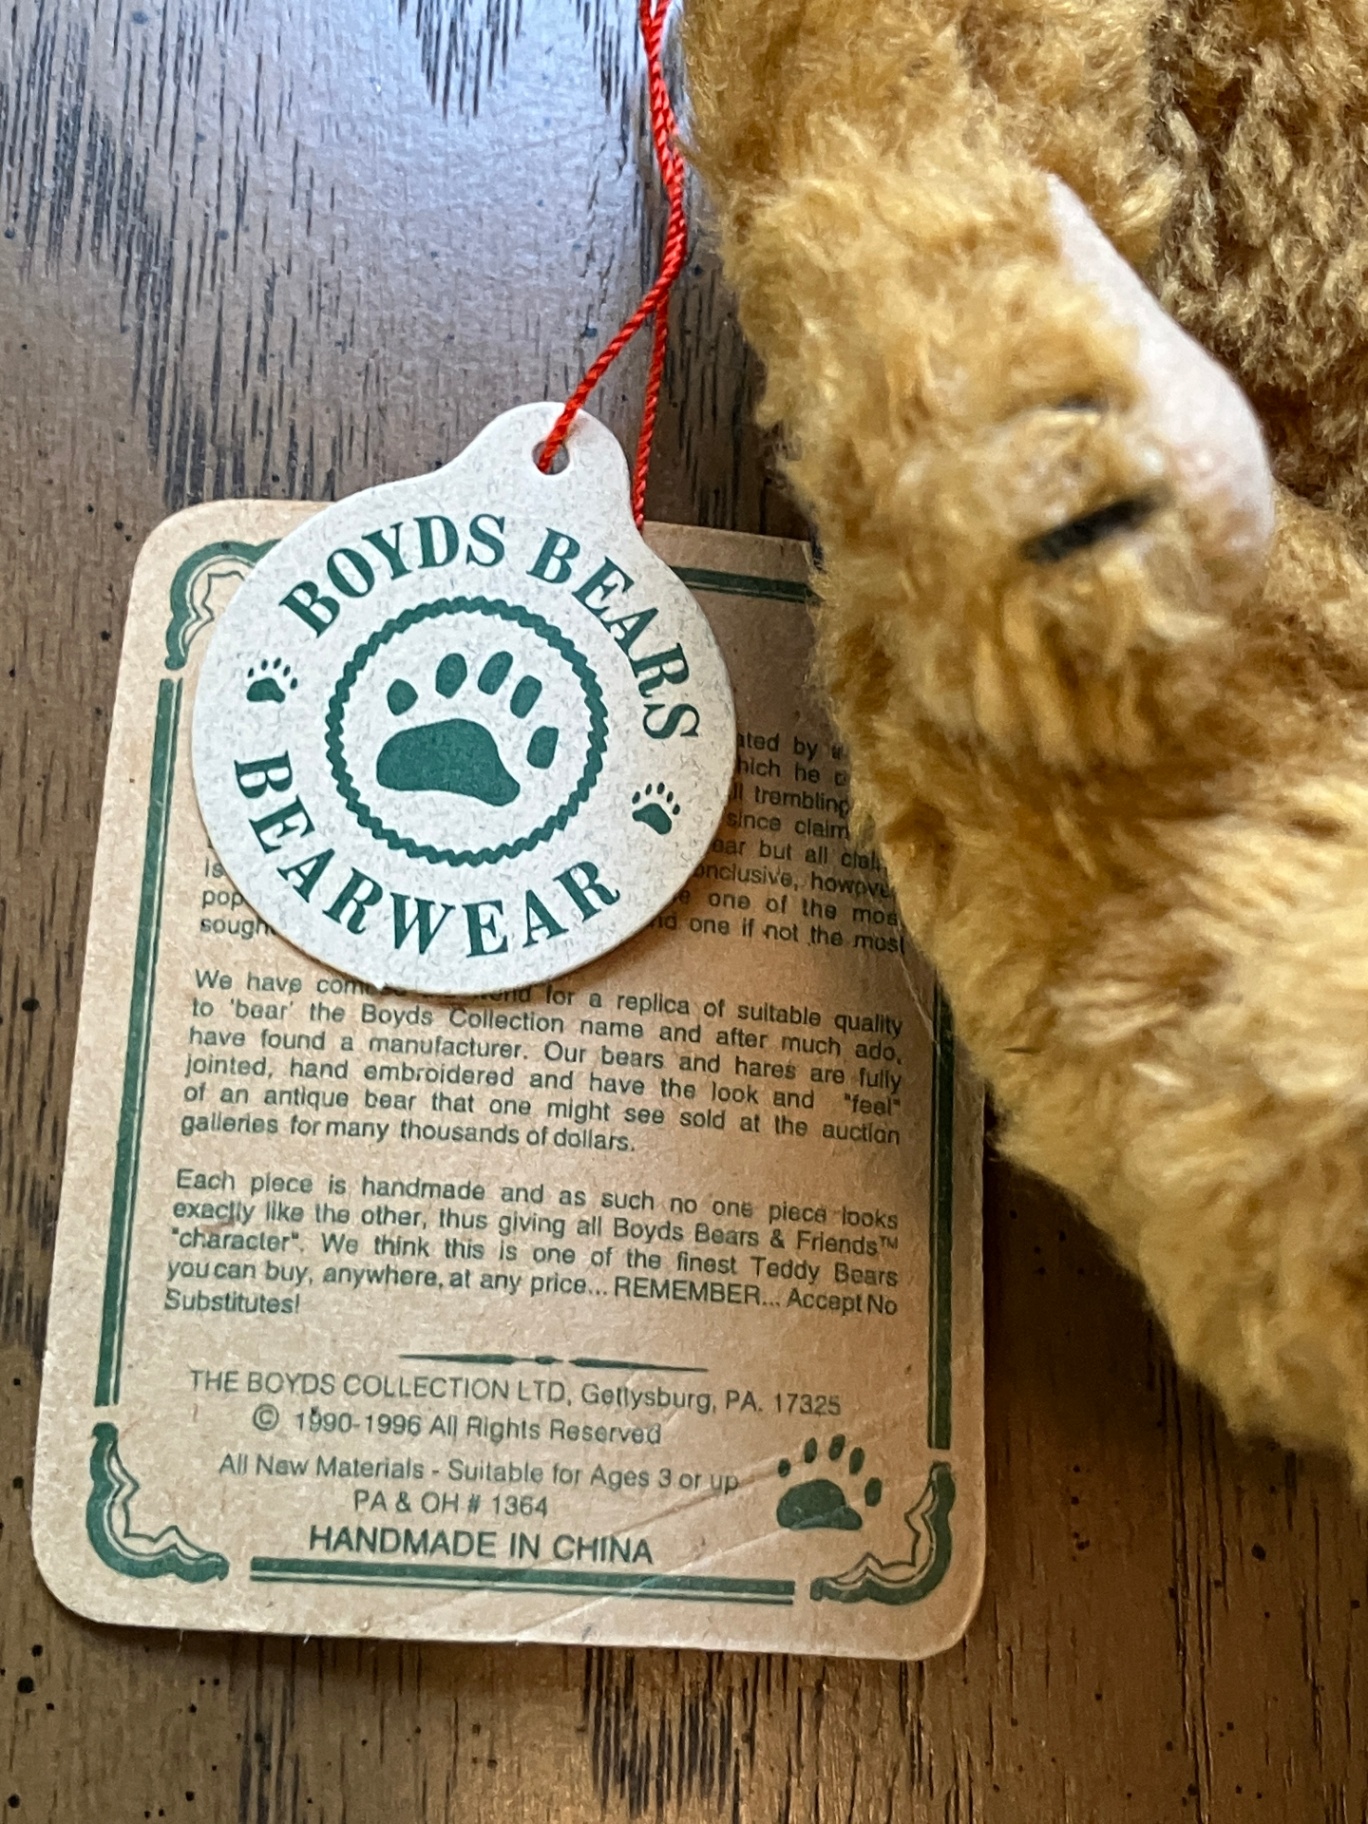 BOYDS BEARS
BEARWEAR
ated by
hich he
trembling
since claim
ear but all
is onclusive,
pop one of the
sough nd one if not the most
We have for a replica of suitable quality
to 'bear' the Boyds Collection name and after much ado,
have found a manufacturer. Our bears and hares are fully
jointed, hand embroidered and have the look and "feel"
of an antique bear that one might see sold at the auction
galleries for many thousands of dollars.
Each piece is handmade and as such no one piece looks
exactly like the other, thus giving all Boyds Bears & Friends™
"character". We think this is one of the finest Teddy Bears
you can buy, anywhere, at any price... REMEMBER... Accept No
Substitutes!
THE BOYDS COLLECTION LTD, Gettysburg, PA. 17325
© 1990-1996 All Rights Reserved
All New Materials - Suitable for Ages 3 or up
PA & OH # 1364
HANDMADE IN CHINA